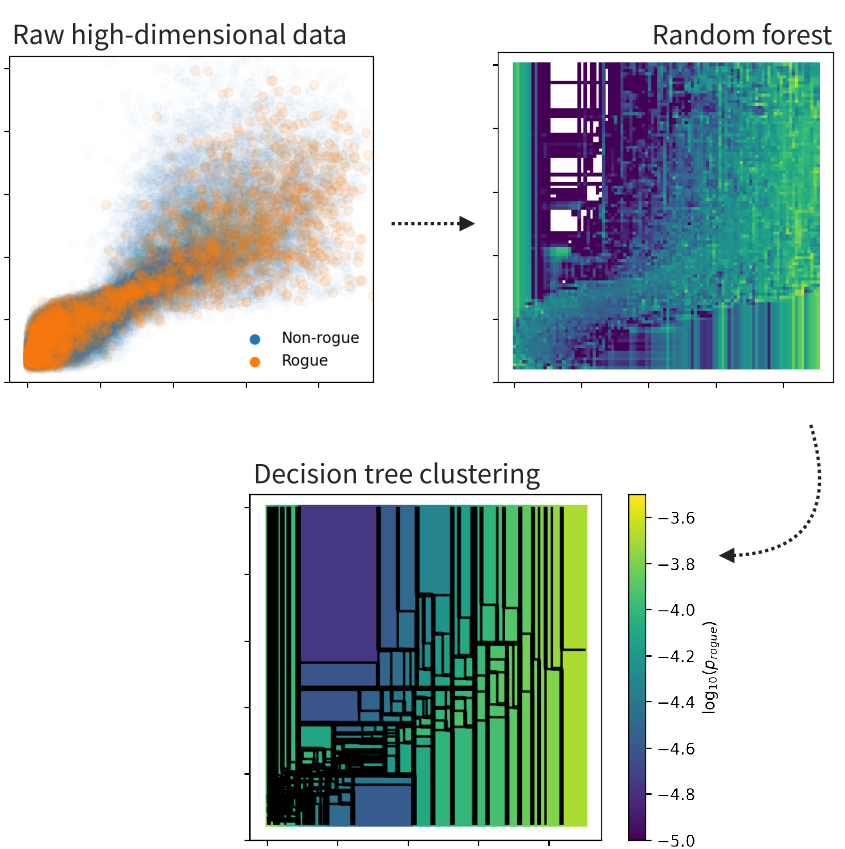 Raw high-dimensional data
Random forest
Non-rogue
Rogue
Decision tree clustering
−3.6
−3.8
−4.0
−4.2
−4.4
−4.6
−4.8
−5.0
log₁₀(p_rogue)